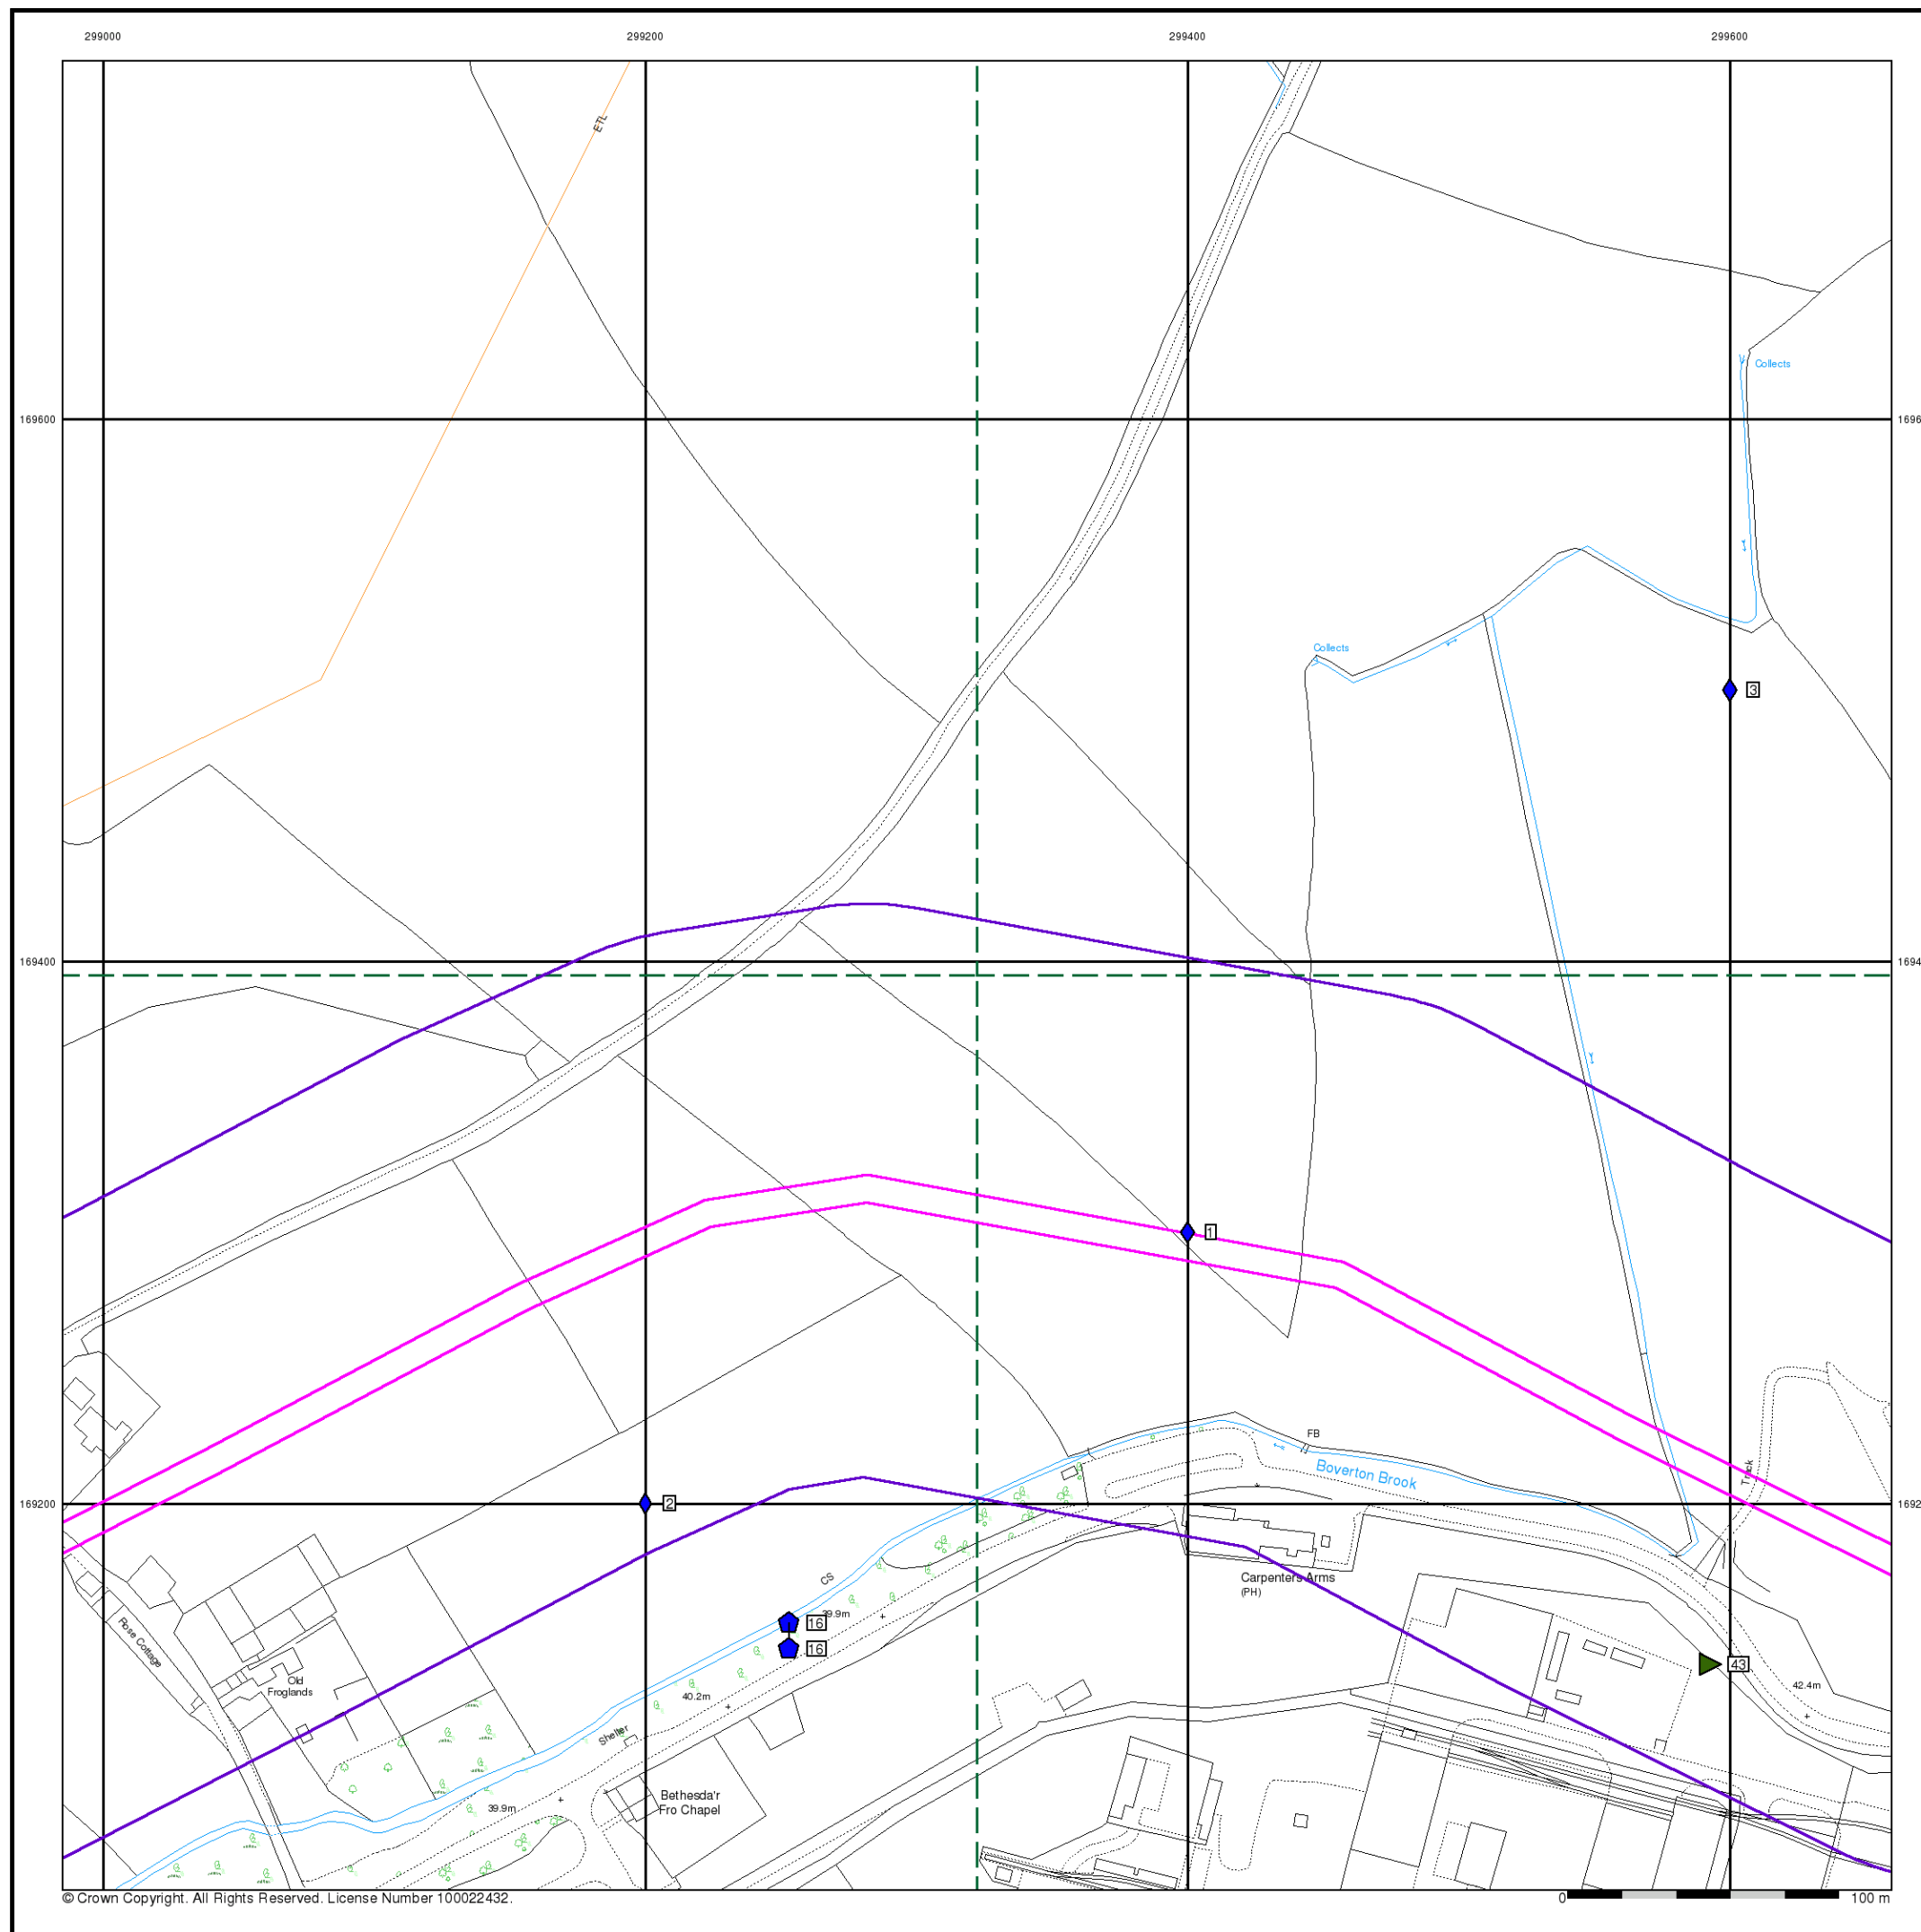 299000 299200 299400 299600
ETL
Collects
169600 1696
Collects
3
169400 1694
1
FB
Boverton Brook
Track
169200 2 1692
Carpenters Arms
(PH)
CS
39.9m
16
16
Rose Cottage
43
Old
Froglands
40.2m
42.4m
Shelter
Bethesda'r
Fro Chapel
39.9m
© Crown Copyright. All Rights Reserved. License Number 100022432.
0 100 m